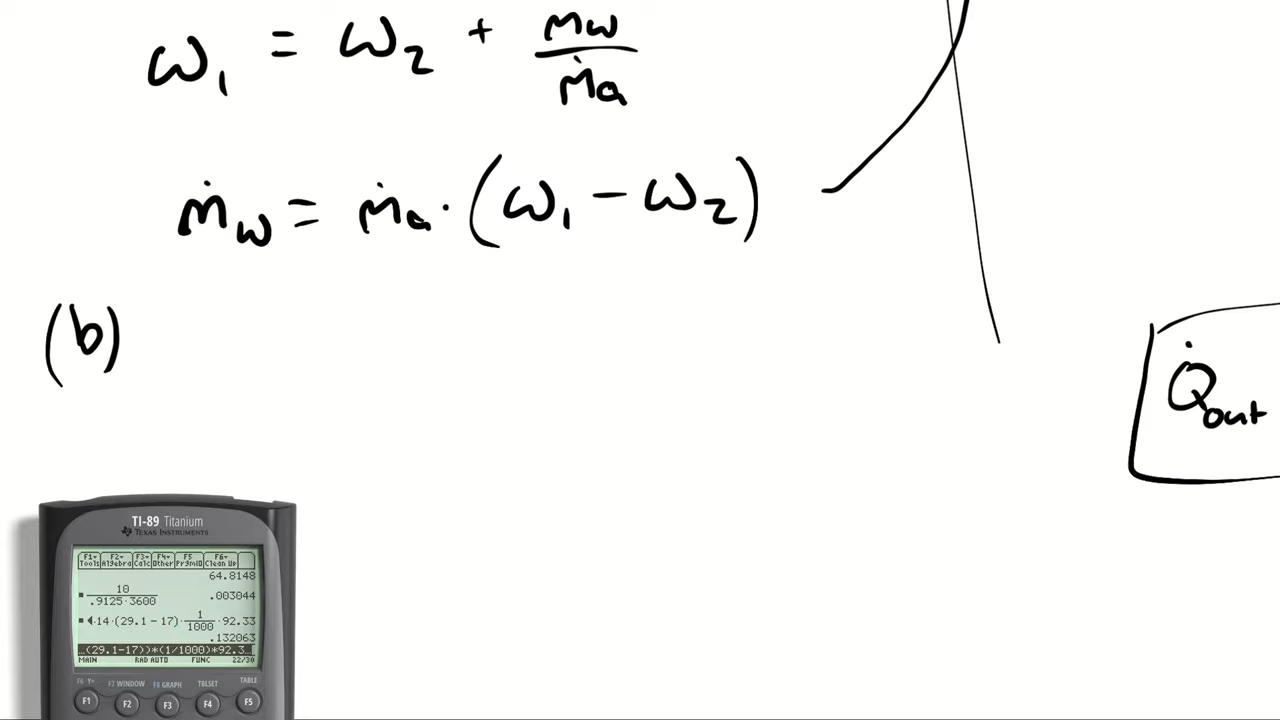 ω₁ = ω₂ + ṁw/ṁa
ṁw = ṁa · (ω₁ − ω₂)
(b)
Q̇out
TI-89 Titanium
TEXAS INSTRUMENTS
F1▾ F2▾ F3▾ F4▾ F5 F6▾
Tools Algebra Calc Other PrgmIO Clean Up
64.8148
▪ 10/(.9125·3600) .003044
▪ ◂.14·(29.1 − 17)·1/1000·92.33
.132063
…(29.1-17))*(1/1000)*92.3…
MAIN RAD AUTO FUNC 22/30
F6 Y= F7 WINDOW F8 GRAPH TBLSET TABLE
F1 F2 F3 F4 F5